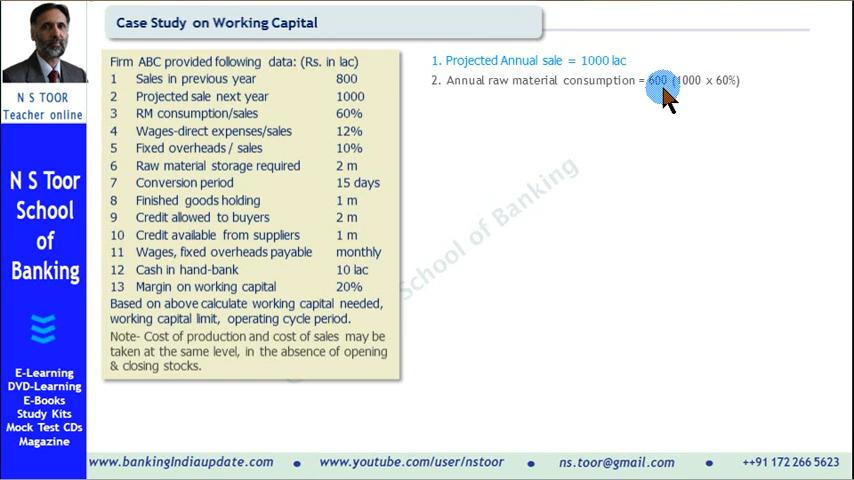 Case Study on Working Capital
N S TOOR
Teacher online
N S Toor
School
of
Banking
E-Learning
DVD-Learning
E-Books
Study Kits
Mock Test CDs
Magazine
Firm ABC provided following data: (Rs. in lac)
1 Sales in previous year 800
2 Projected sale next year 1000
3 RM consumption/sales 60%
4 Wages-direct expenses/sales 12%
5 Fixed overheads / sales 10%
6 Raw material storage required 2 m
7 Conversion period 15 days
8 Finished goods holding 1 m
9 Credit allowed to buyers 2 m
10 Credit available from suppliers 1 m
11 Wages, fixed overheads payable monthly
12 Cash in hand-bank 10 lac
13 Margin on working capital 20%
Based on above calculate working capital needed,
working capital limit, operating cycle period.
Note- Cost of production and cost of sales may be
taken at the same level, in the absence of opening
& closing stocks.
1. Projected Annual sale = 1000 lac
2. Annual raw material consumption = 600 (1000 x 60%)
School of Banking
www.bankingindiaupdate.com • www.youtube.com/user/nstoor • ns.toor@gmail.com • ++91 172 266 5623